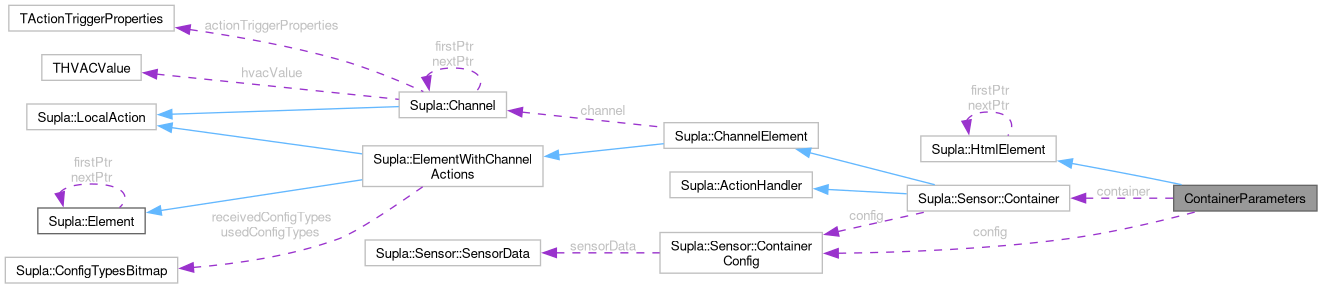 TActionTriggerProperties
actionTriggerProperties
firstPtr
nextPtr
THVACValue
hvacValue
Supla::Channel
Supla::LocalAction
channel
Supla::ChannelElement
firstPtr
nextPtr
Supla::HtmlElement
Supla::ElementWithChannel
Actions
firstPtr
nextPtr
Supla::ActionHandler
Supla::Sensor::Container
container
ContainerParameters
Supla::Element
receivedConfigTypes
usedConfigTypes
config
config
Supla::ConfigTypesBitmap
Supla::Sensor::SensorData
sensorData
Supla::Sensor::Container
Config